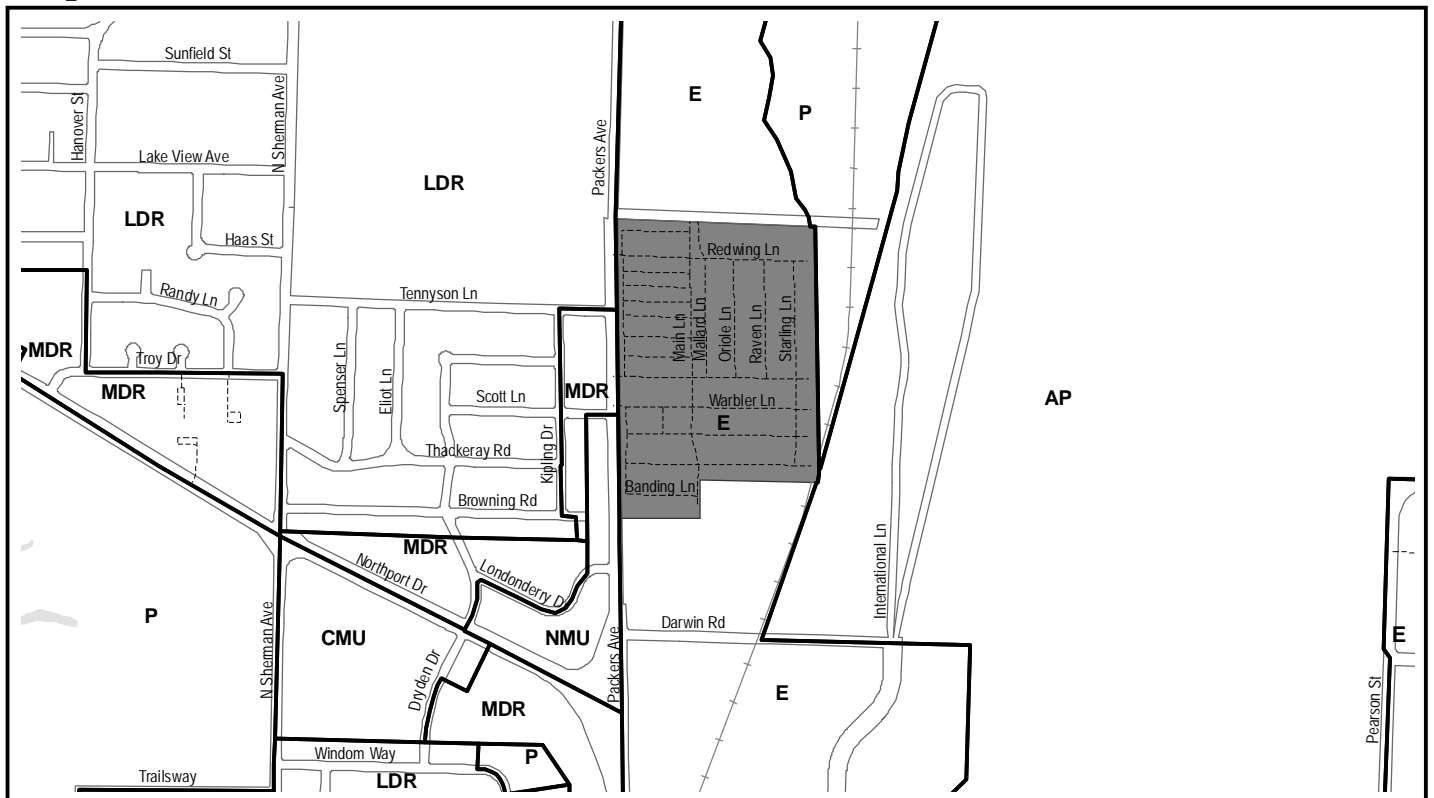 Sunfield St
E
P
Hanover St
N Sherman Ave
Packers Ave
Lake View Ave
LDR
LDR
Haas St
Redwing Ln
Randy Ln
Tennyson Ln
Main Ln
Mallard Ln
Oriole Ln
Raven Ln
Starling Ln
MDR
Troy Dr
MDR
Spenser Ln
Eliot Ln
Scott Ln
MDR
Warbler Ln
E
AP
Thackeray Rd
Kipling Dr
Banding Ln
Browning Rd
MDR
Northport Dr
Londonderry D
International Ln
P
N Sherman Ave
CMU
NMU
Darwin Rd
Packers Ave
E
Dryden Dr
E
MDR
Pearson St
Windom Way
P
Trailsway
LDR